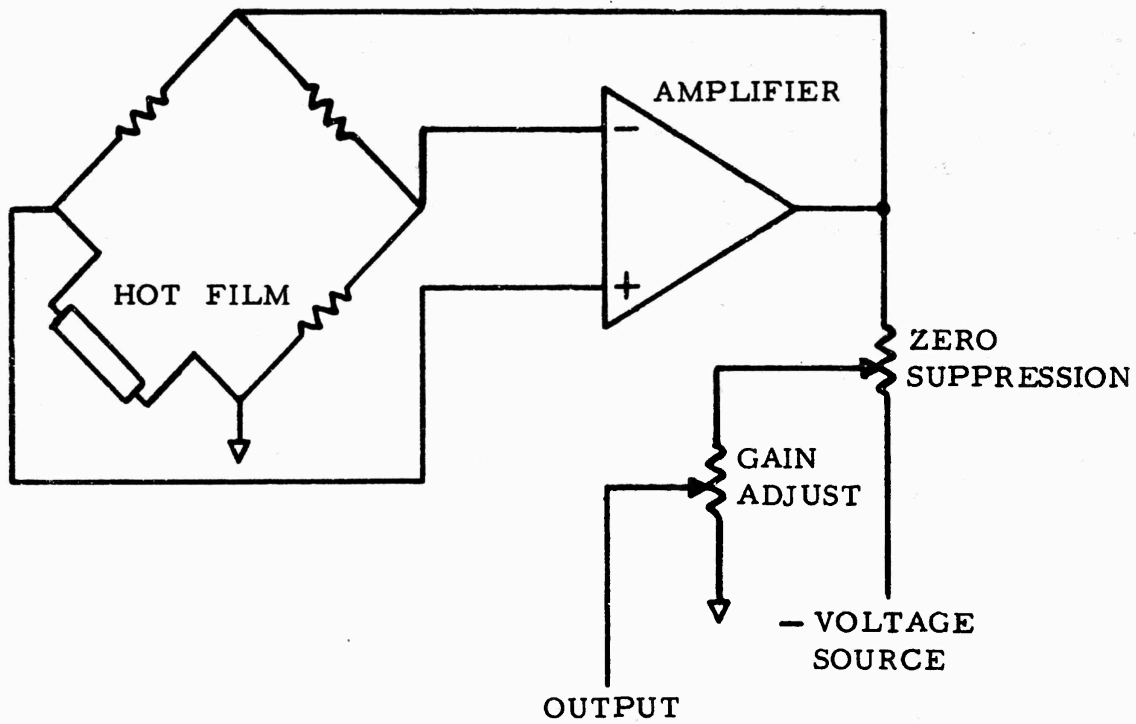 AMPLIFIER
−
HOT FILM
+
ZERO
SUPPRESSION
GAIN
ADJUST
− VOLTAGE
SOURCE
OUTPUT